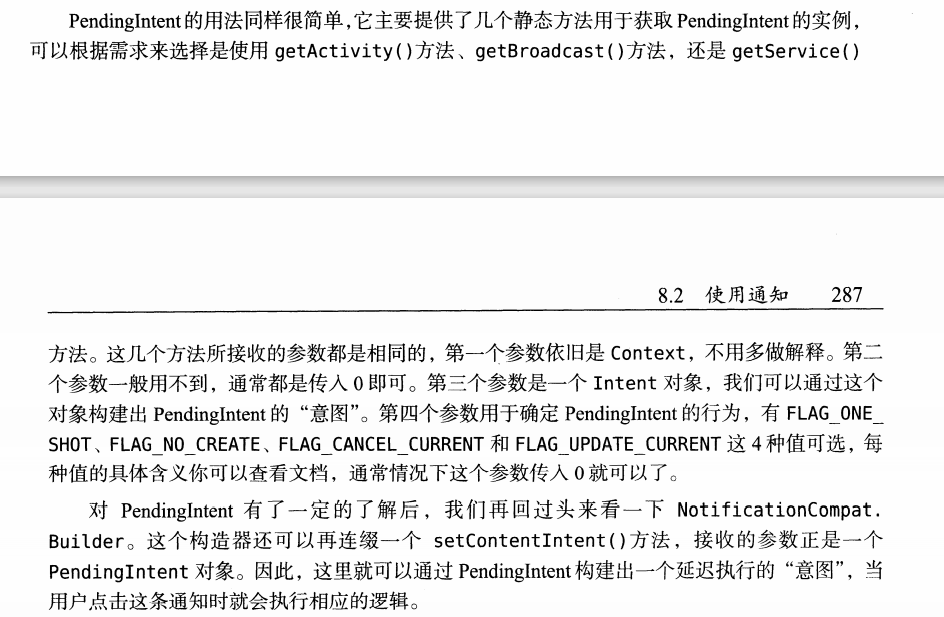 PendingIntent的用法同样很简单,它主要提供了几个静态方法用于获取PendingIntent的实例,
可以根据需求来选择是使用 getActivity()方法、getBroadcast()方法，还是 getService()
8.2 使用通知 287
方法。这几个方法所接收的参数都是相同的，第一个参数依旧是 Context，不用多做解释。第二
个参数一般用不到，通常都是传入 0 即可。第三个参数是一个 Intent 对象，我们可以通过这个
对象构建出 PendingIntent 的“意图”。第四个参数用于确定 PendingIntent 的行为，有 FLAG_ONE_
SHOT、FLAG_NO_CREATE、FLAG_CANCEL_CURRENT 和 FLAG_UPDATE_CURRENT 这 4 种值可选，每
种值的具体含义你可以查看文档，通常情况下这个参数传入 0 就可以了。
对 PendingIntent 有了一定的了解后，我们再回过头来看一下 NotificationCompat.
Builder。这个构造器还可以再连缀一个 setContentIntent()方法，接收的参数正是一个
PendingIntent 对象。因此，这里就可以通过 PendingIntent 构建出一个延迟执行的“意图”，当
用户点击这条通知时就会执行相应的逻辑。